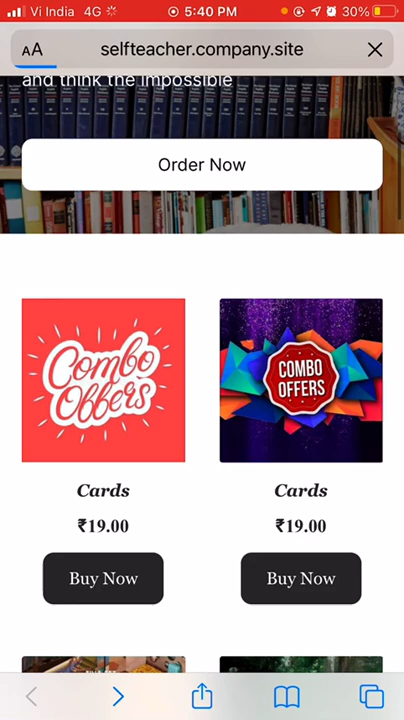 Vi India 4G 5:40 PM 30%
AA selfteacher.company.site
and think the impossible
Order Now
Combo
Offers
COMBO
OFFERS
Cards
Cards
₹19.00
₹19.00
Buy Now
Buy Now